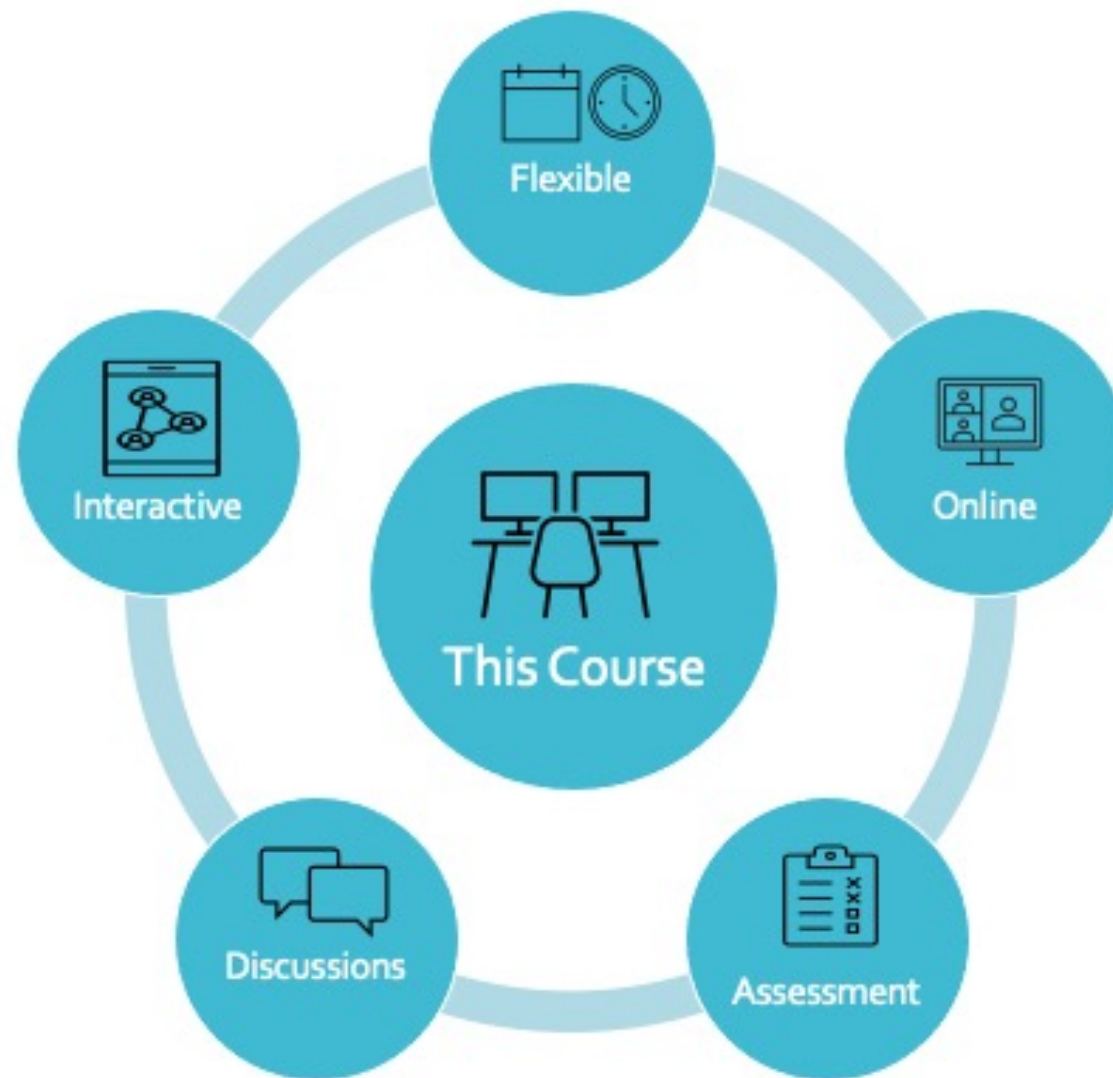 Flexible
Interactive
Online
This Course
Discussions
Assessment